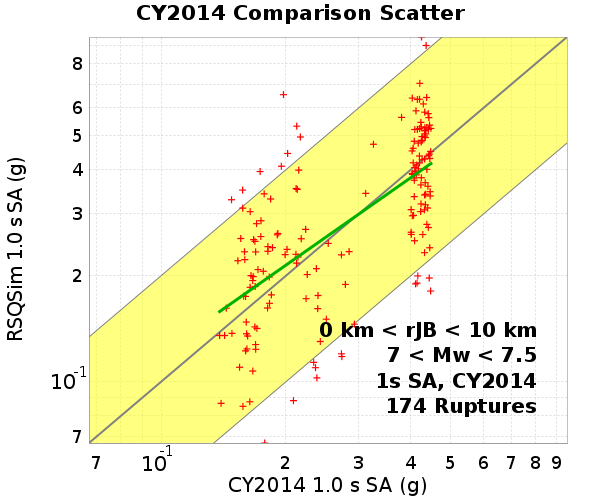 CY2014 Comparison Scatter
RSQSim 1.0 s SA (g)
8
6
5
4
3
2
10-1
7
0 km < rJB < 10 km
7 < Mw < 7.5
1s SA, CY2014
174 Ruptures
7 10-1 2 3 4 5 6 7 8 9
CY2014 1.0 s SA (g)